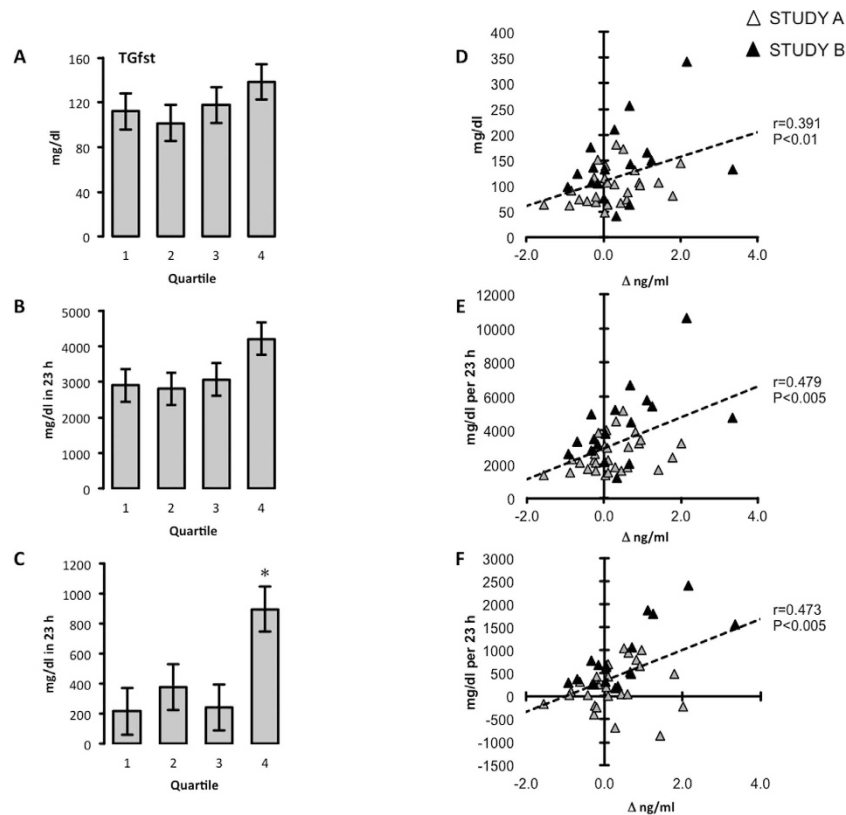 △ STUDY A
▲ STUDY B
A
TGfst
160
120
80
40
0
mg/dl
1 2 3 4
Quartile
D
400
350
300
250
200
150
100
50
0
mg/dl
-2.0 0.0 2.0 4.0
Δ ng/ml
r=0.391
P<0.01
B
5000
4000
3000
2000
1000
0
mg/dl in 23 h
1 2 3 4
Quartile
E
12000
10000
8000
6000
4000
2000
0
mg/dl per 23 h
-2.0 0.0 2.0 4.0
Δ ng/ml
r=0.479
P<0.005
C
1200
1000
800
600
400
200
0
mg/dl in 23 h
*
1 2 3 4
Quartile
F
3000
2500
2000
1500
1000
500
0
-500
-1000
-1500
mg/dl per 23 h
-2.0 0.0 2.0 4.0
Δ ng/ml
r=0.473
P<0.005